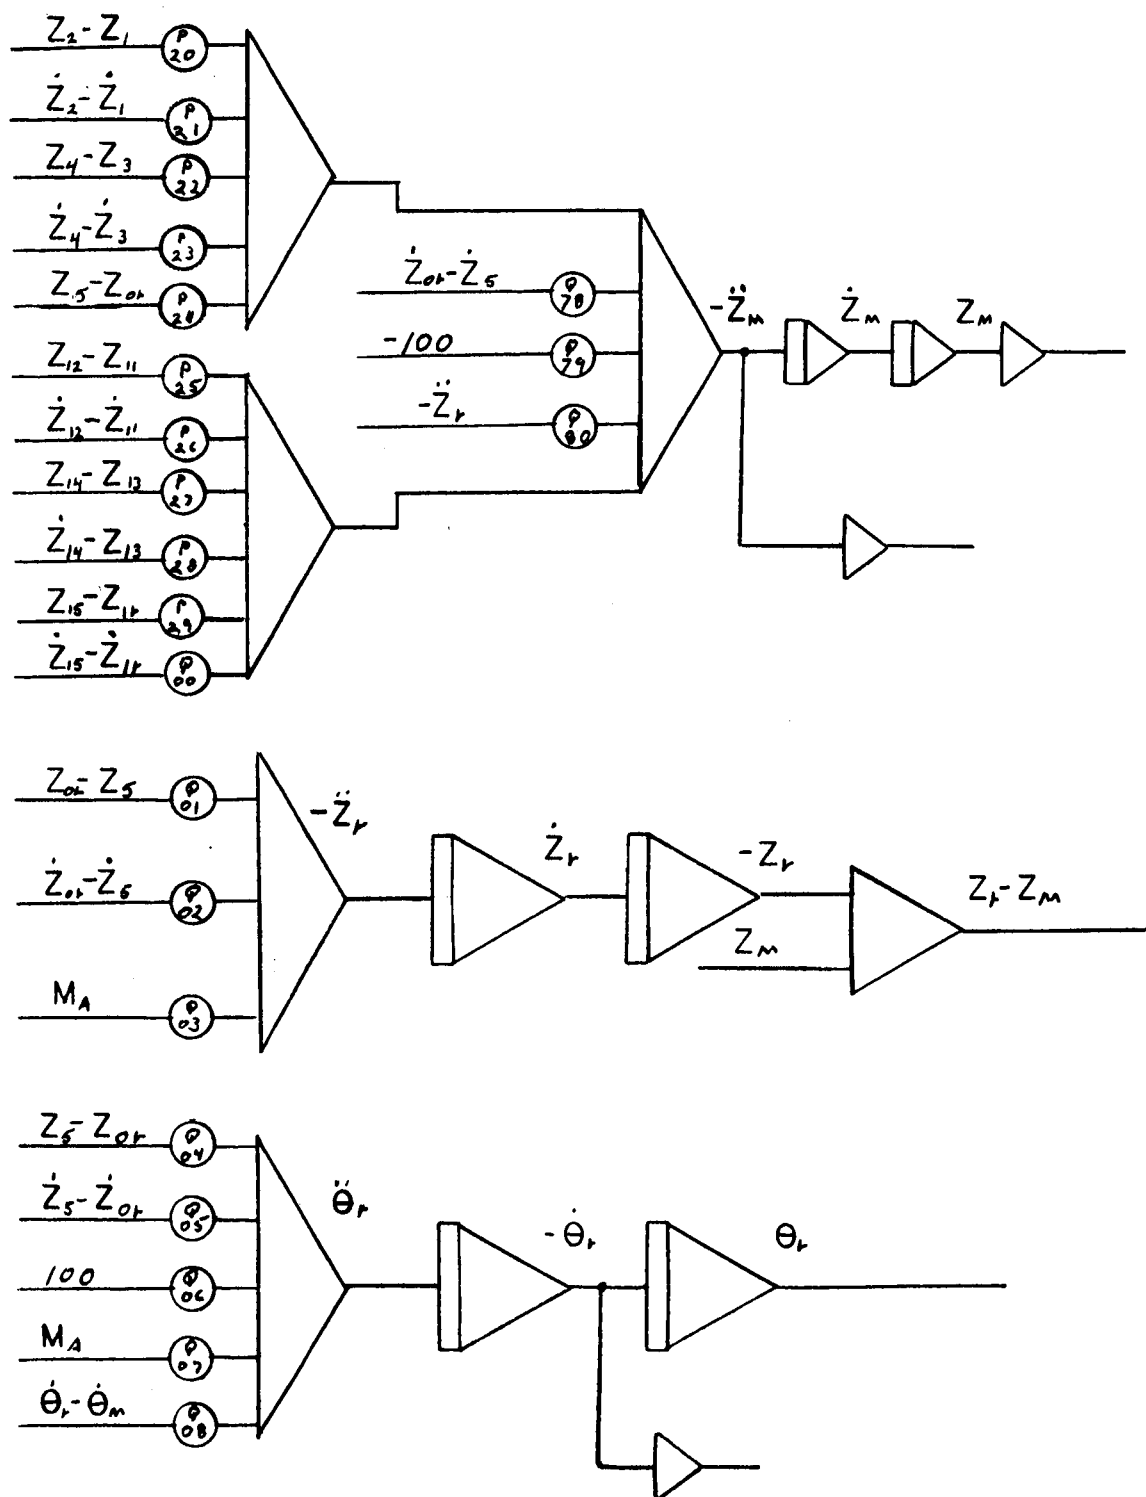 Z₂-Z₁ P 20
Ż₂-Ż₁ P 21
Z₄-Z₃ P 22
Ż₄-Ż₃ P 23
Z₅-Z₀ᵣ P 24
Z₁₂-Z₁₁ P 25
Ż₁₂-Ż₁₁ P 26
Z₁₄-Z₁₃ P 27
Ż₁₄-Z₁₃ P 28
Z₁₅-Z₁ᵣ P 29
Ż₁₅-Ż₁ᵣ Q 00
Ż₀ᵣ-Ż₅ Q 78
-100 Q 79
-Z̈ᵣ Q 80
-Z̈ₘ Żₘ Zₘ
Z₀ᵣ-Z₅ Q 01
Ż₀ᵣ-Ż₅ Q 02
M_A Q 03
-Z̈ᵣ Żᵣ -Zᵣ
Zₘ
Zᵣ-Zₘ
Z₅-Z₀ᵣ Q 04
Ż₅-Ż₀ᵣ Q 05
100 Q 06
M_A Q 07
θ̇ᵣ-θ̇ₘ Q 08
θ̈ᵣ -θ̇ᵣ θᵣ